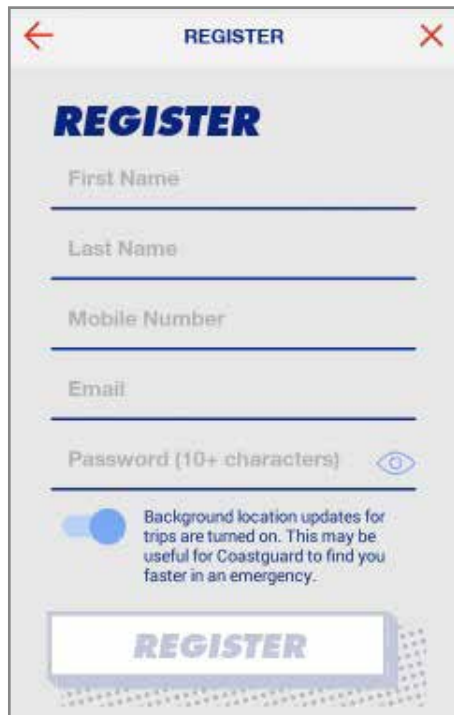 REGISTER
REGISTER
First Name
Last Name
Mobile Number
Email
Password (10+ characters)
Background location updates for
trips are turned on. This may be
useful for Coastguard to find you
faster in an emergency.
REGISTER